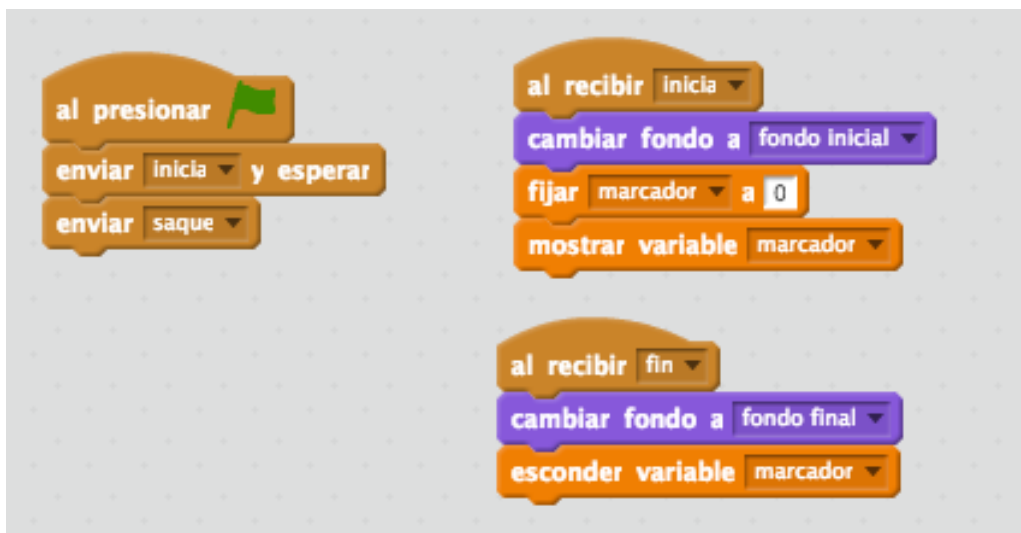 al presionar
enviar inicia y esperar
enviar saque
al recibir inicia
cambiar fondo a fondo inicial
fijar marcador a 0
mostrar variable marcador
al recibir fin
cambiar fondo a fondo final
esconder variable marcador